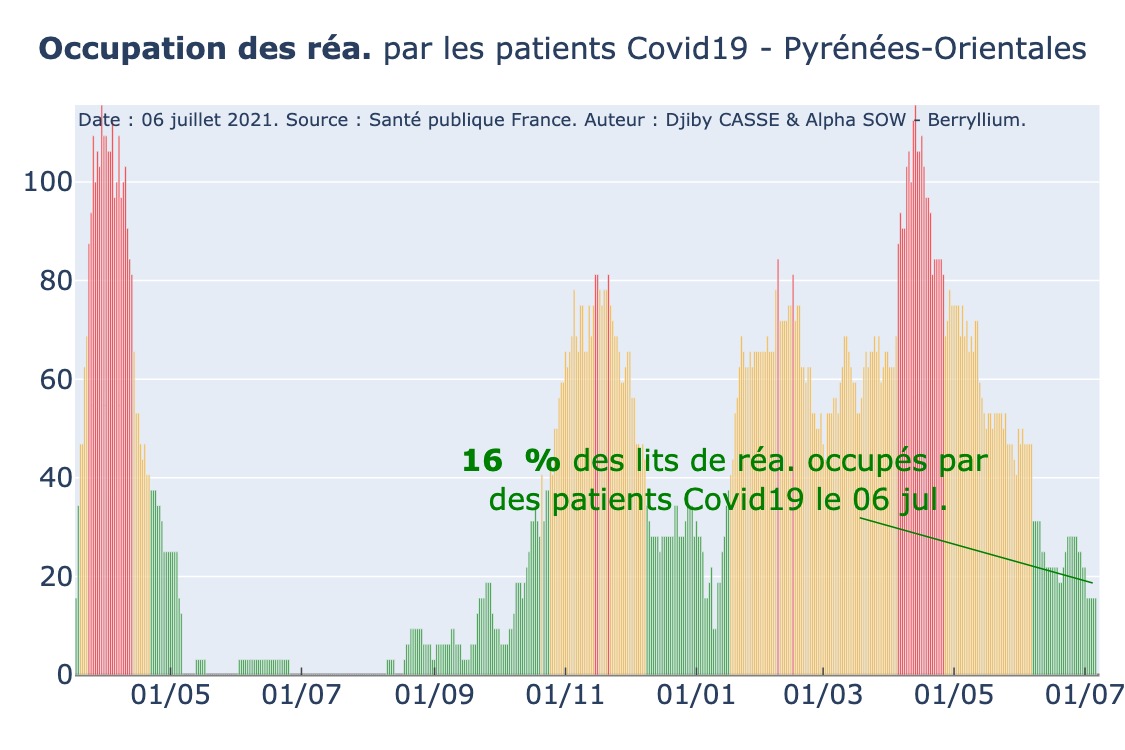 Occupation des réa. par les patients Covid19 - Pyrénées-Orientales
Date : 06 juillet 2021. Source : Santé publique France. Auteur : Djiby CASSE & Alpha SOW - Berryllium.
100
80
60
40
20
0
16 % des lits de réa. occupés par
des patients Covid19 le 06 jul.
01/05 01/07 01/09 01/11 01/01 01/03 01/05 01/07